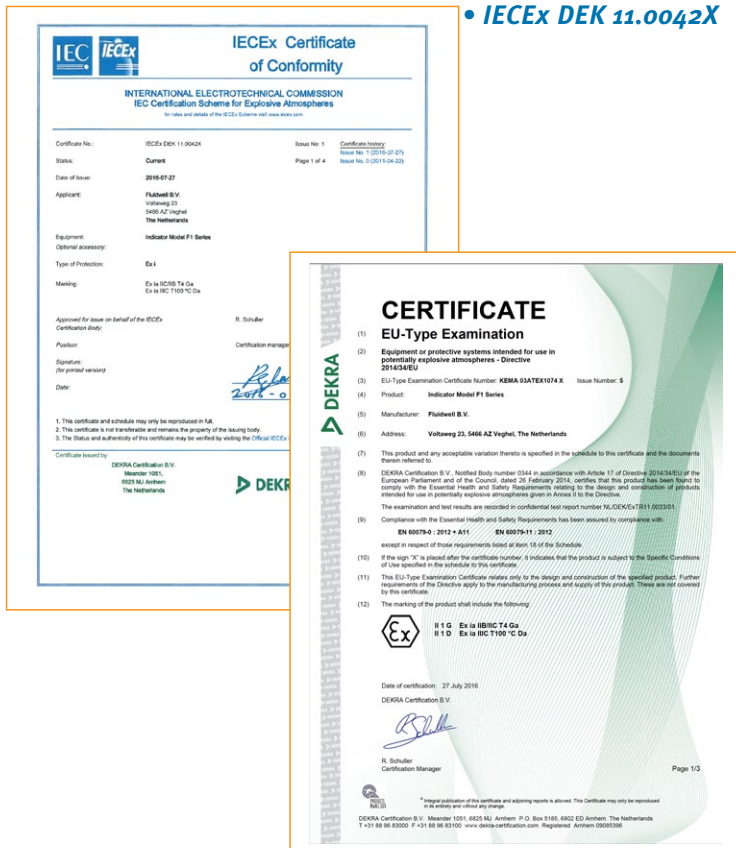 • IECEx DEK 11.0042X
IEC IECEx
IECEx Certificate
of Conformity
INTERNATIONAL ELECTROTECHNICAL COMMISSION
IEC Certification Scheme for Explosive Atmospheres
for rules and details of the IECEx Scheme visit www.iecex.com
Certificate No.: IECEx DEK 11.0042X Issue No: 1 Certificate history:
Issue No. 1 (2016-07-27)
Status: Current Page 1 of 4 Issue No. 0 (2011-04-22)
Date of Issue: 2016-07-27
Applicant: Fluidwell B.V.
Voltaweg 23
5466 AZ Veghel
The Netherlands
Equipment: Indicator Model F1 Series
Optional accessory:
Type of Protection: Ex i
Marking: Ex ia IIC/IIB T4 Ga
Ex ia IIIC T100 °C Da
Approved for issue on behalf of the IECEx R. Schuller
Certification Body:
Position: Certification manager
Signature:
(for printed version)
Date: 2016 - 0
1. This certificate and schedule may only be reproduced in full.
2. This certificate is not transferable and remains the property of the issuing body.
3. The Status and authenticity of this certificate may be verified by visiting the Official IECEx
Certificate issued by:
DEKRA Certification B.V.
Meander 1051,
6825 MJ Arnhem
The Netherlands
DEKR
DEKRA
CERTIFICATE
(1) EU-Type Examination
(2) Equipment or protective systems intended for use in
potentially explosive atmospheres - Directive
2014/34/EU
(3) EU-Type Examination Certificate Number: KEMA 03ATEX1074 X Issue Number: 5
(4) Product: Indicator Model F1 Series
(5) Manufacturer: Fluidwell B.V.
(6) Address: Voltaweg 23, 5466 AZ Veghel, The Netherlands
(7) This product and any acceptable variation thereto is specified in the schedule to this certificate and the documents
therein referred to.
(8) DEKRA Certification B.V., Notified Body number 0344 in accordance with Article 17 of Directive 2014/34/EU of the
European Parliament and of the Council, dated 26 February 2014, certifies that this product has been found to
comply with the Essential Health and Safety Requirements relating to the design and construction of products
intended for use in potentially explosive atmospheres given in Annex II to the Directive.
The examination and test results are recorded in confidential test report number NL/DEK/ExTR11.0033/01
(9) Compliance with the Essential Health and Safety Requirements has been assured by compliance with:
EN 60079-0 : 2012 + A11 EN 60079-11 : 2012
except in respect of those requirements listed at item 18 of the Schedule.
(10) If the sign "X" is placed after the certificate number, it indicates that the product is subject to the Specific Conditions
of Use specified in the schedule to this certificate.
(11) This EU-Type Examination Certificate relates only to the design and construction of the specified product. Further
requirements of the Directive apply to the manufacturing process and supply of this product. These are not covered
by this certificate.
(12) The marking of the product shall include the following:
Ex II 1 G Ex ia IIB/IIC T4 Ga
II 1 D Ex ia IIIC T100 °C Da
Date of certification: 27 July 2016
DEKRA Certification B.V.
R. Schuller
Certification Manager Page 1/3
Integral publication of this certificate and adjoining reports is allowed. This Certificate may only be reproduced
in its entirety and without any change.
DEKRA Certification B.V. Meander 1051, 6825 MJ Arnhem P.O. Box 5185, 6802 ED Arnhem The Netherlands
T +31 88 96 83000 F +31 88 96 83100 www.dekra-certification.com Registered Arnhem 09085396